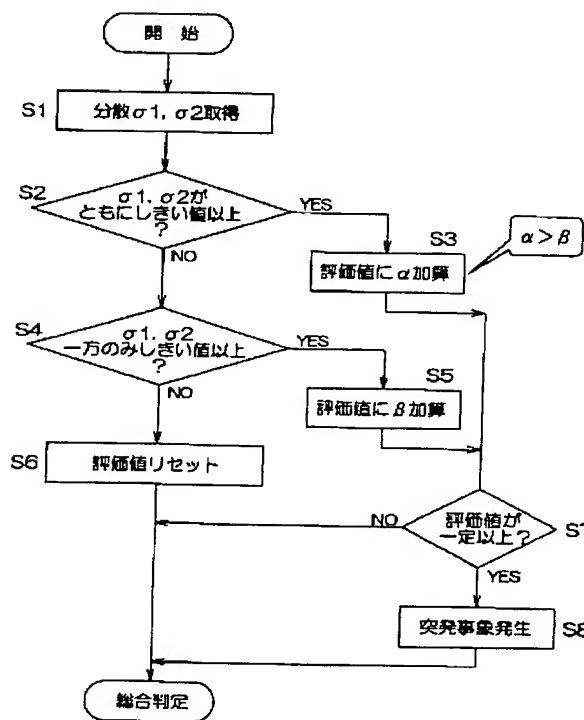 開 始
S1
分散σ1，σ2取得
S2
σ1，σ2が
ともにしきい値以上
？
YES
NO
S3
α＞β
評価値にα加算
S4
σ1，σ2
一方のみしきい値以上
？
YES
NO
S5
評価値にβ加算
S6
評価値リセット
評価値が
一定以上？
NO
YES
突発事象発生
S8
総合判定